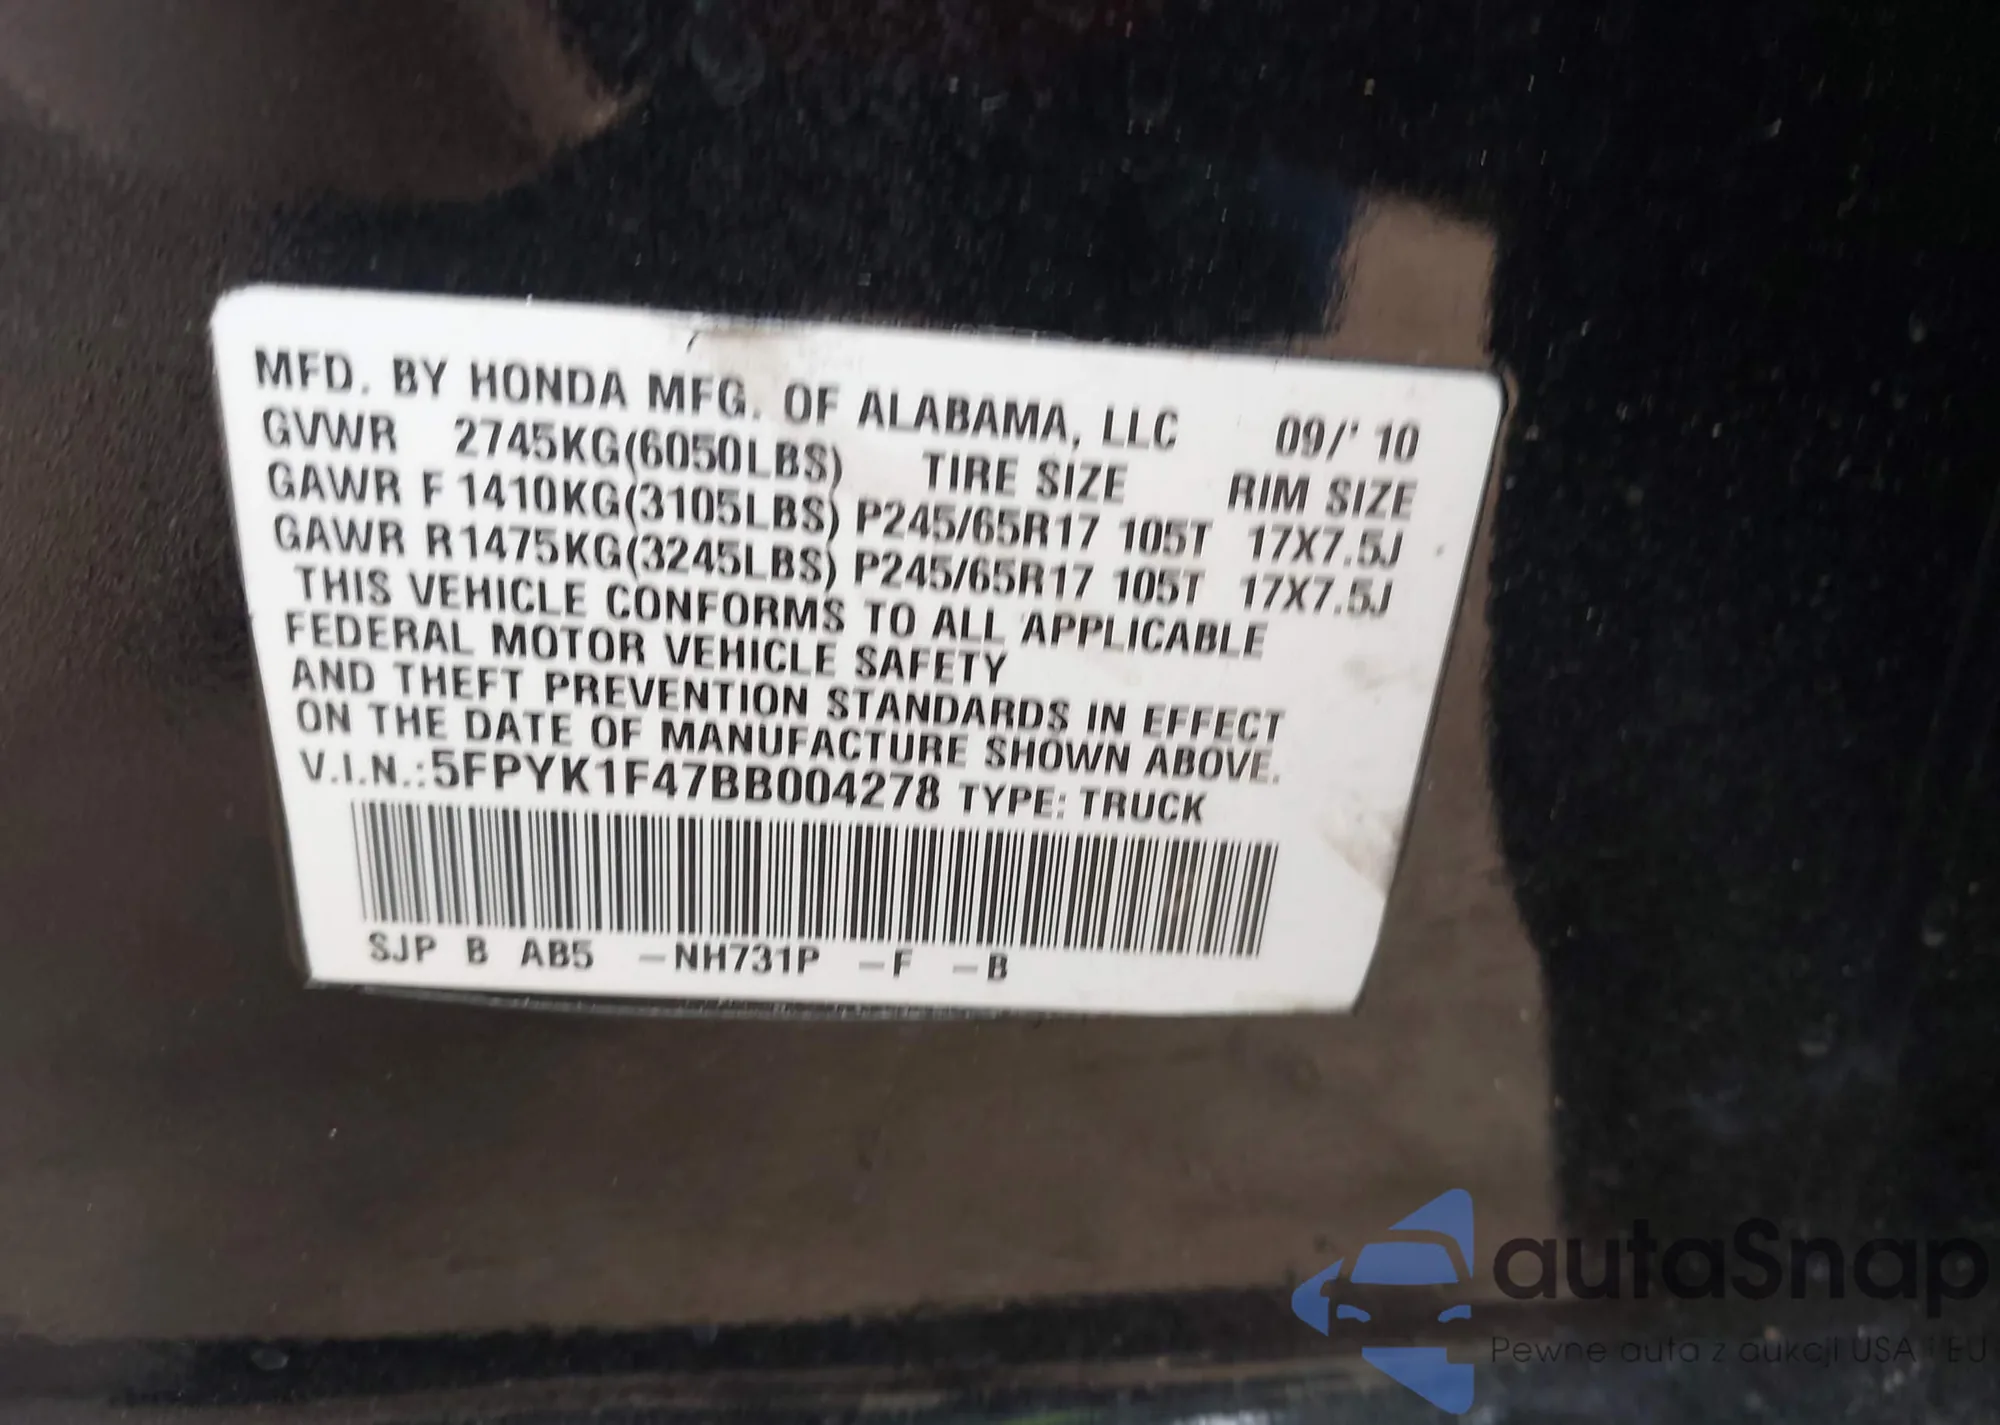 MFD. BY HONDA MFG. OF ALABAMA, LLC 09/'10
GVWR 2745KG(6050LBS) TIRE SIZE RIM SIZE
GAWR F 1410KG(3105LBS) P245/65R17 105T 17X7.5J
GAWR R 1475KG(3245LBS) P245/65R17 105T 17X7.5J
THIS VEHICLE CONFORMS TO ALL APPLICABLE
FEDERAL MOTOR VEHICLE SAFETY
AND THEFT PREVENTION STANDARDS IN EFFECT
ON THE DATE OF MANUFACTURE SHOWN ABOVE.
V.I.N.:5FPYK1F47BB004278 TYPE: TRUCK
SJP B AB5 -NH731P -F -B
autaSnap
Pewne auta z aukcji USA i EU